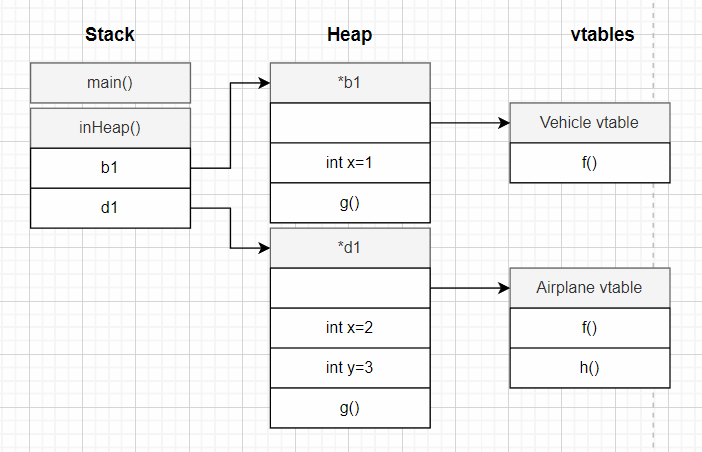 Stack
Heap
vtables
main()
inHeap()
b1
d1
*b1
int x=1
g()
*d1
int x=2
int y=3
g()
Vehicle vtable
f()
Airplane vtable
f()
h()